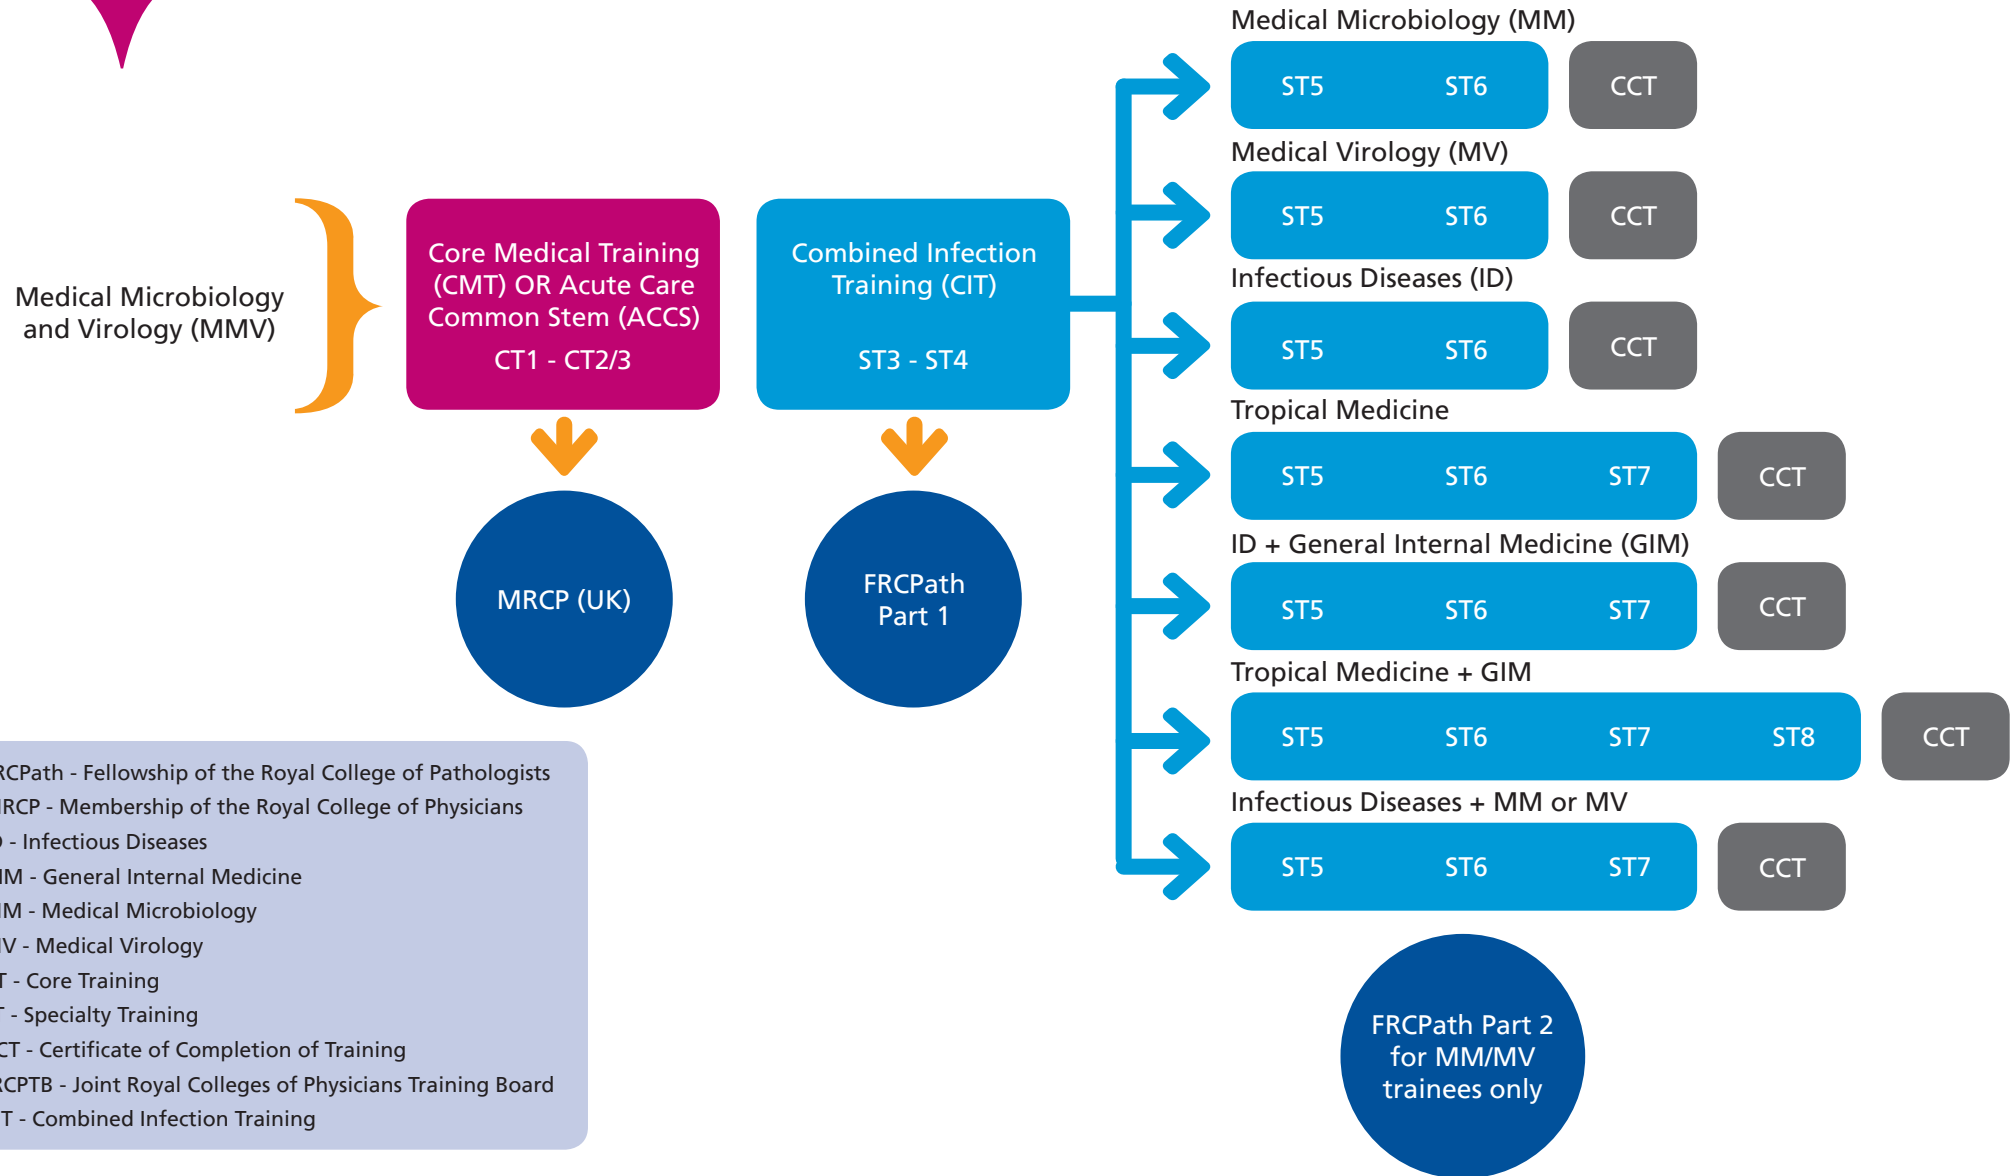 Medical Microbiology
and Virology (MMV)
Core Medical Training
(CMT) OR Acute Care
Common Stem (ACCS)
CT1 - CT2/3
MRCP (UK)
Combined Infection
Training (CIT)
ST3 - ST4
FRCPath
Part 1
Medical Microbiology (MM)
ST5 ST6 CCT
Medical Virology (MV)
ST5 ST6 CCT
Infectious Diseases (ID)
ST5 ST6 CCT
Tropical Medicine
ST5 ST6 ST7 CCT
ID + General Internal Medicine (GIM)
ST5 ST6 ST7 CCT
Tropical Medicine + GIM
ST5 ST6 ST7 ST8 CCT
Infectious Diseases + MM or MV
ST5 ST6 ST7 CCT
FRCPath Part 2
for MM/MV
trainees only
RCPath - Fellowship of the Royal College of Pathologists
RCP - Membership of the Royal College of Physicians
- Infectious Diseases
IM - General Internal Medicine
M - Medical Microbiology
V - Medical Virology
T - Core Training
T - Specialty Training
CT - Certificate of Completion of Training
RCPTB - Joint Royal Colleges of Physicians Training Board
T - Combined Infection Training